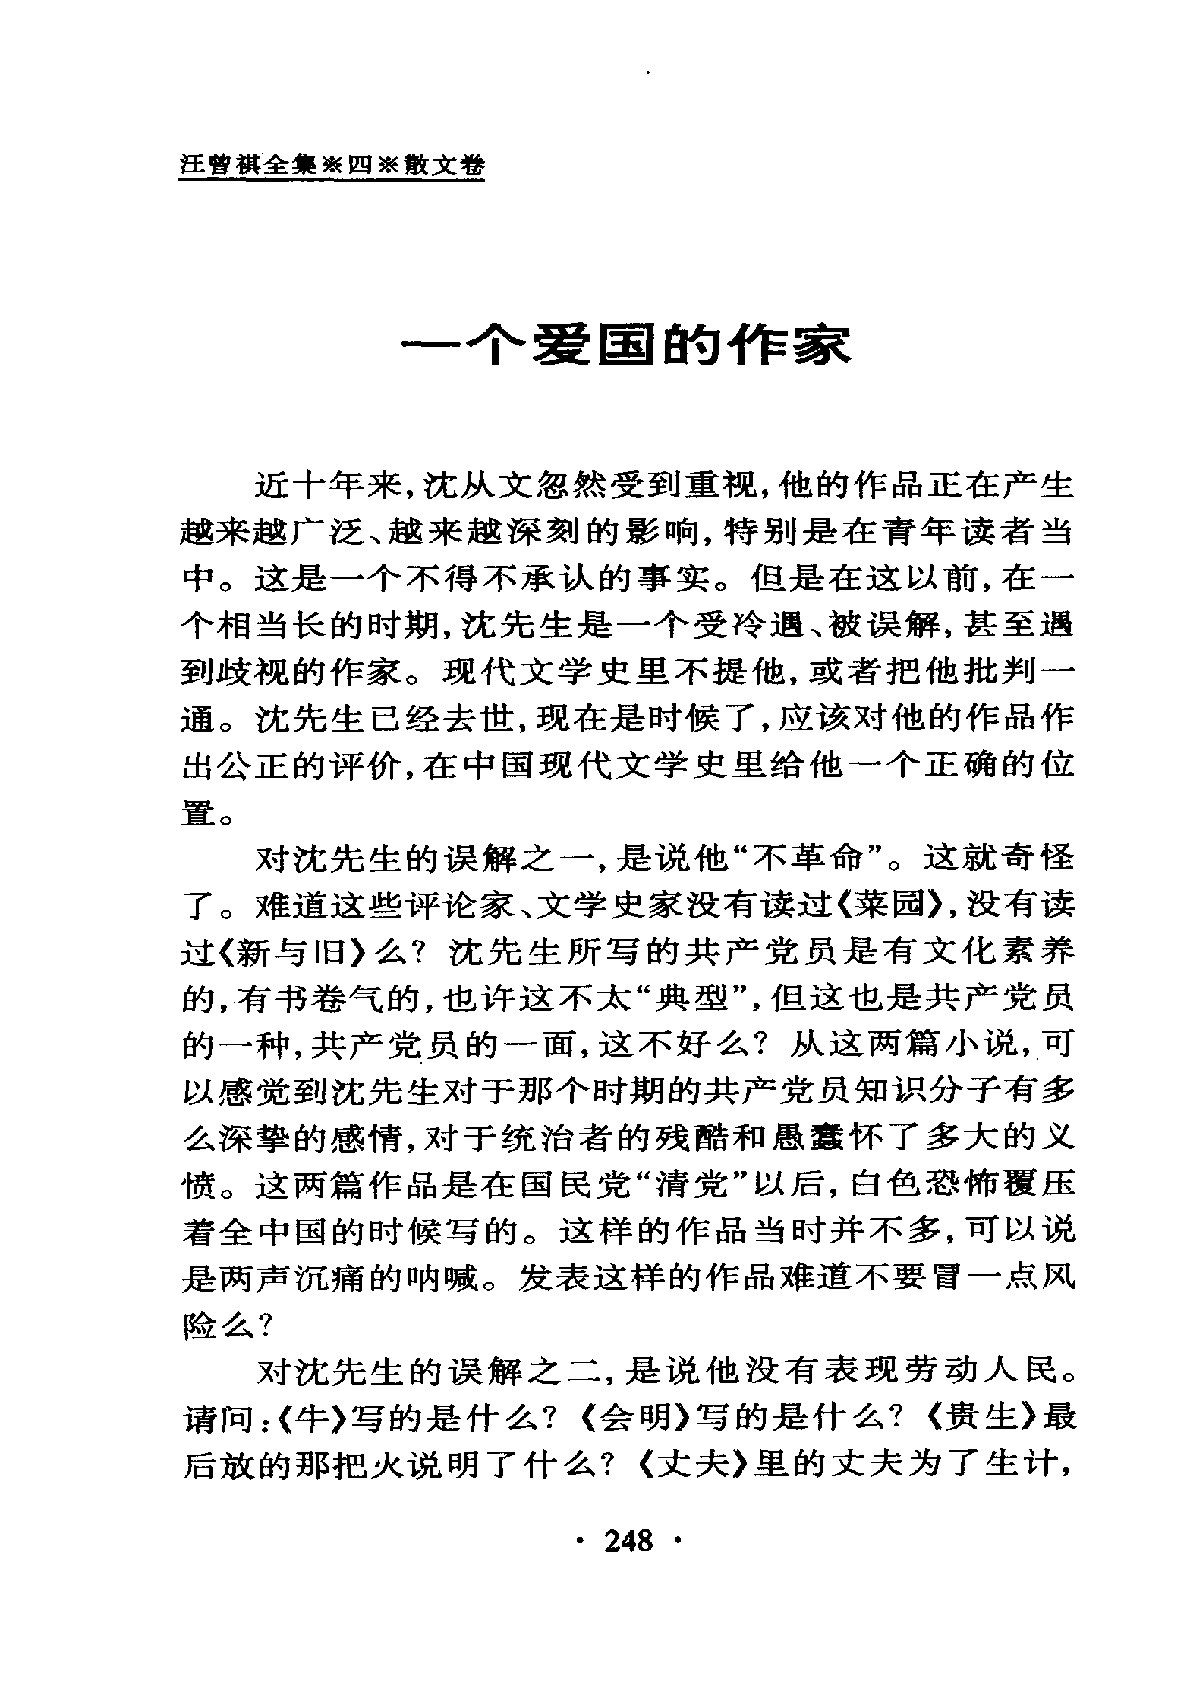 汪曾祺全集※四※散文卷
一个爱国的作家
近十年来,沈从文忽然受到重视,他的作品正在产生
越来越广泛、越来越深刻的影响,特别是在青年读者当
中。这是一个不得不承认的事实。但是在这以前,在一
个相当长的时期,沈先生是一个受冷遇、被误解,甚至遇
到歧视的作家。现代文学史里不提他,或者把他批判一
通。沈先生已经去世,现在是时候了,应该对他的作品作
出公正的评价,在中国现代文学史里给他一个正确的位
置。
对沈先生的误解之一,是说他“不革命”。这就奇怪
了。难道这些评论家、文学史家没有读过《菜园》,没有读
过《新与旧》么? 沈先生所写的共产党员是有文化素养
的,有书卷气的,也许这不太“典型”,但这也是共产党员
的一种,共产党员的一面,这不好么? 从这两篇小说,可
以感觉到沈先生对于那个时期的共产党员知识分子有多
么深挚的感情,对于统治者的残酷和愚蠢怀了多大的义
愤。这两篇作品是在国民党“清党”以后,白色恐怖覆压
着全中国的时候写的。这样的作品当时并不多,可以说
是两声沉痛的呐喊。发表这样的作品难道不要冒一点风
险么?
对沈先生的误解之二,是说他没有表现劳动人民。
请问:《牛》写的是什么? 《会明》写的是什么? 《贵生》最
后放的那把火说明了什么? 《丈夫》里的丈夫为了生计,
· 248 ·